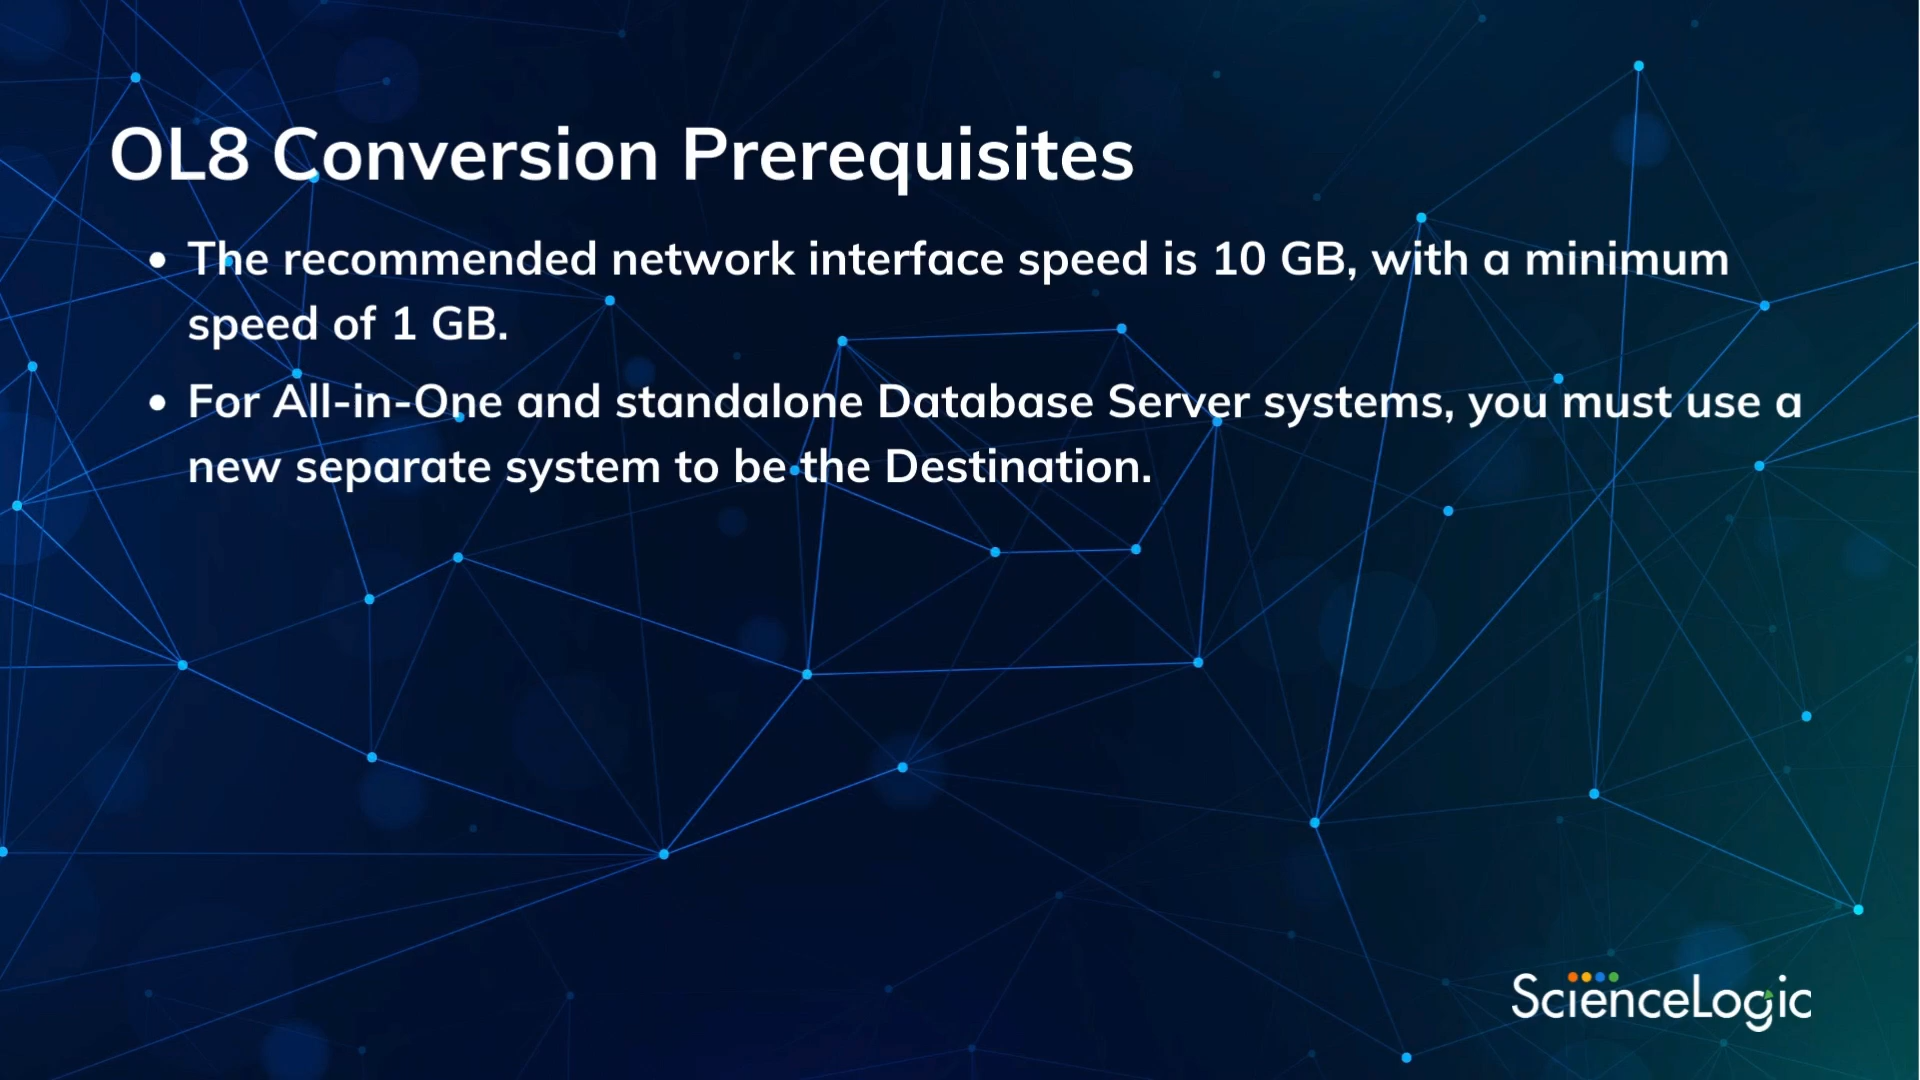 OL8 Conversion Prerequisites
• The recommended network interface speed is 10 GB, with a minimum
speed of 1 GB.
• For All-in-One and standalone Database Server systems, you must use a
new separate system to be the Destination.
ScienceLogic